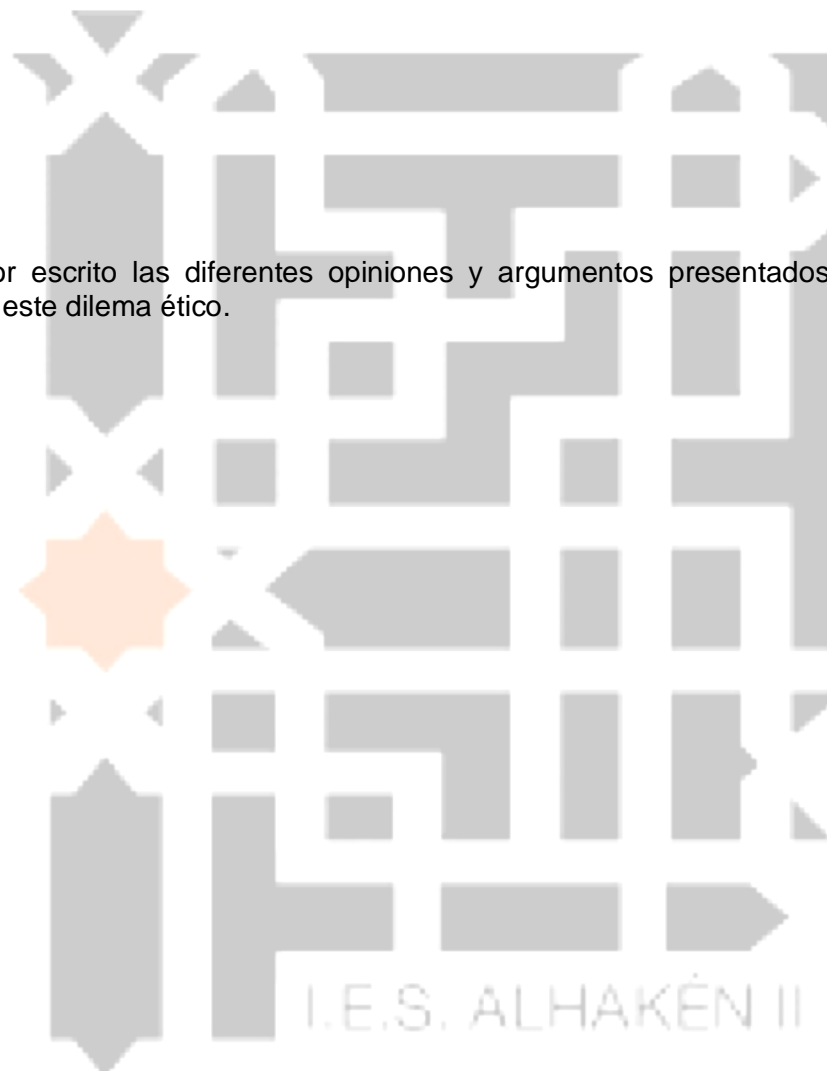 or escrito las diferentes opiniones y argumentos presentados
este dilema ético.
I.E.S. ALHAKÉN II